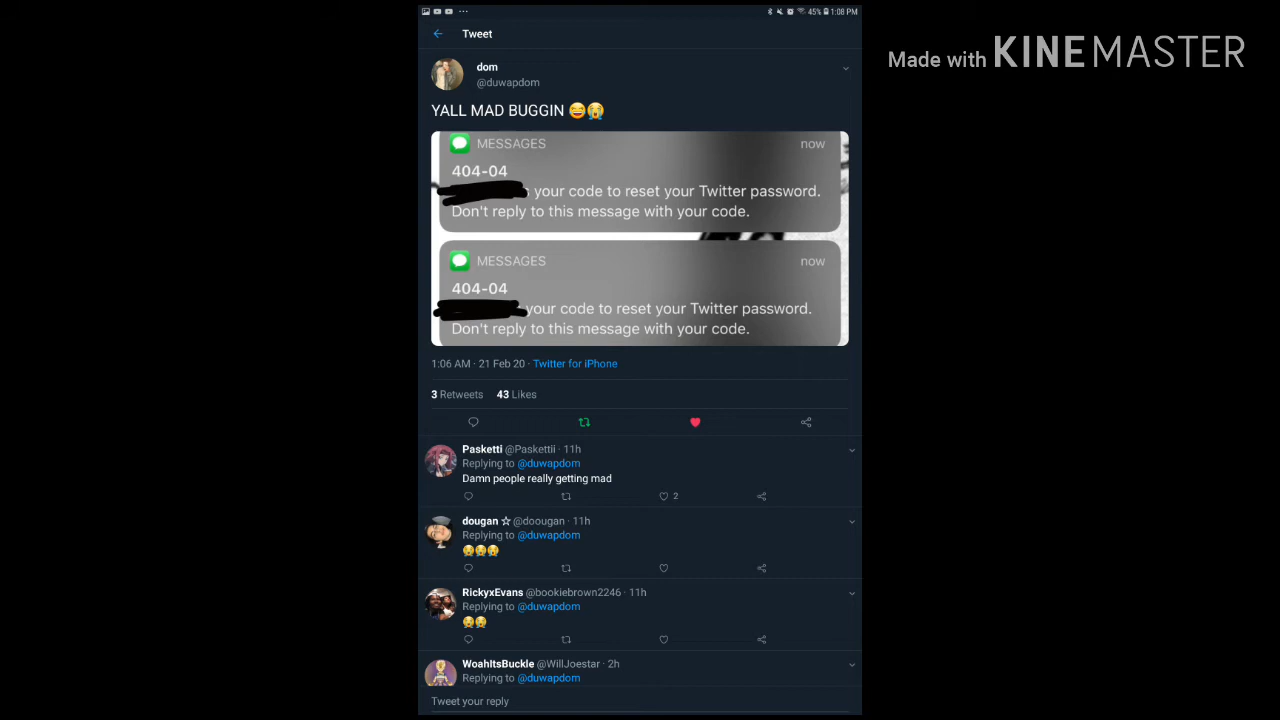 45% 1:08 PM
Made with KINEMASTER
Tweet
dom
@duwapdom
YALL MAD BUGGIN 😅😭
MESSAGES now
404-04
your code to reset your Twitter password.
Don't reply to this message with your code.
MESSAGES now
404-04
your code to reset your Twitter password.
Don't reply to this message with your code.
1:06 AM · 21 Feb 20 · Twitter for iPhone
3 Retweets 43 Likes
Pasketti @Paskettii · 11h
Replying to @duwapdom
Damn people really getting mad
2
dougan ☆ @doougan · 11h
Replying to @duwapdom
😢😢😢
RickyxEvans @bookiebrown2246 · 11h
Replying to @duwapdom
😢😢
WoahItsBuckle @WillJoestar · 2h
Replying to @duwapdom
Tweet your reply